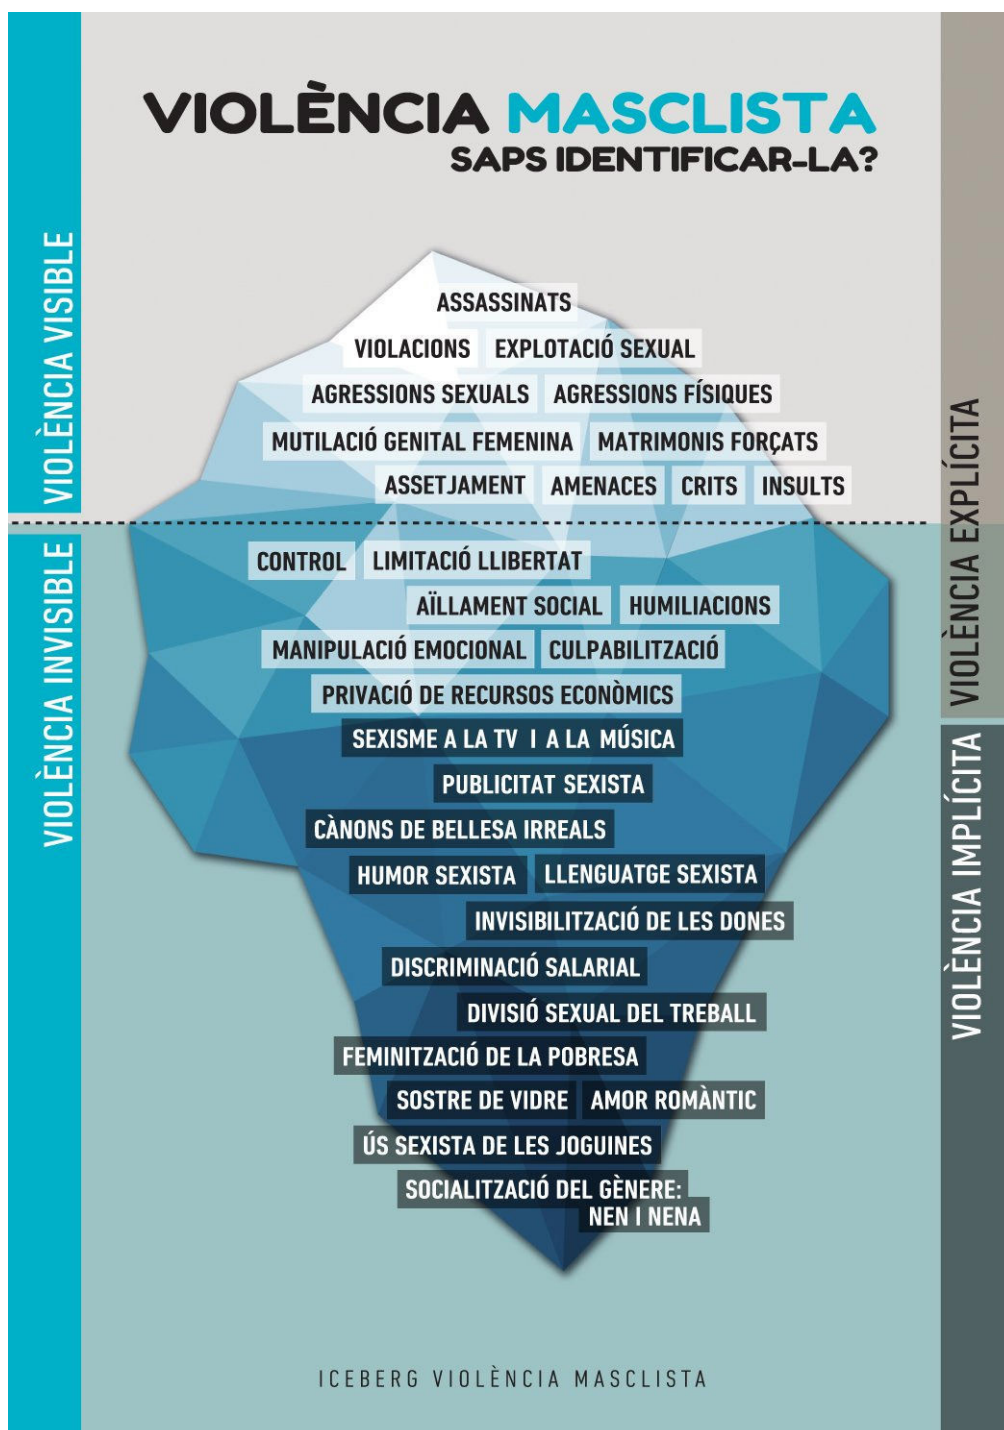 VIOLÈNCIA MASCLISTA
SAPS IDENTIFICAR-LA?
VIOLÈNCIA VISIBLE
VIOLÈNCIA INVISIBLE
ASSASSINATS
VIOLACIONS EXPLOTACIÓ SEXUAL
AGRESSIONS SEXUALS AGRESSIONS FÍSIQUES
MUTILACIÓ GENITAL FEMENINA MATRIMONIS FORÇATS
ASSETJAMENT AMENACES CRITS INSULTS
CONTROL LIMITACIÓ LLIBERTAT
AÏLLAMENT SOCIAL HUMILIACIONS
MANIPULACIÓ EMOCIONAL CULPABILITZACIÓ
PRIVACIÓ DE RECURSOS ECONÒMICS
SEXISME A LA TV I A LA MÚSICA
PUBLICITAT SEXISTA
CÀNONS DE BELLESA IRREALS
HUMOR SEXISTA LLENGUATGE SEXISTA
INVISIBILITZACIÓ DE LES DONES
DISCRIMINACIÓ SALARIAL
DIVISIÓ SEXUAL DEL TREBALL
FEMINITZACIÓ DE LA POBRESA
SOSTRE DE VIDRE AMOR ROMÀNTIC
ÚS SEXISTA DE LES JOGUINES
SOCIALITZACIÓ DEL GÈNERE:
NEN I NENA
VIOLÈNCIA EXPLÍCITA
VIOLÈNCIA IMPLÍCITA
ICEBERG VIOLÈNCIA MASCLISTA